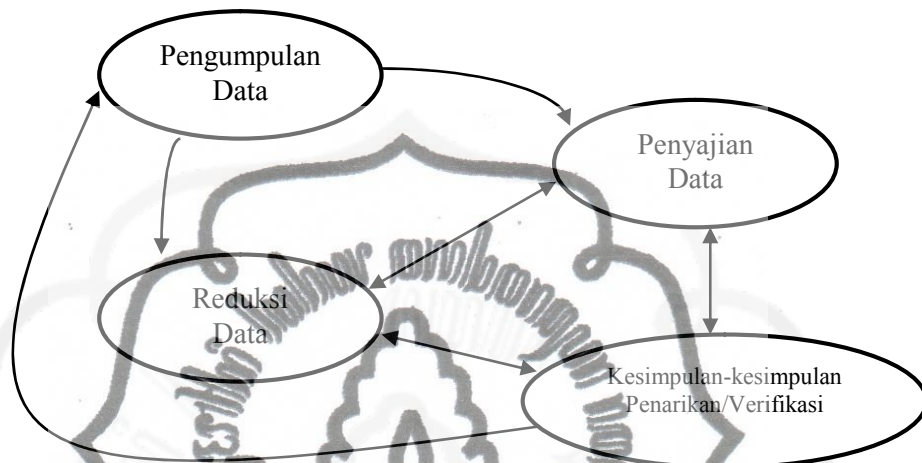 Pengumpulan
Data
Penyajian
Data
Reduksi
Data
Kesimpulan-kesimpulan
Penarikan/Verifikasi